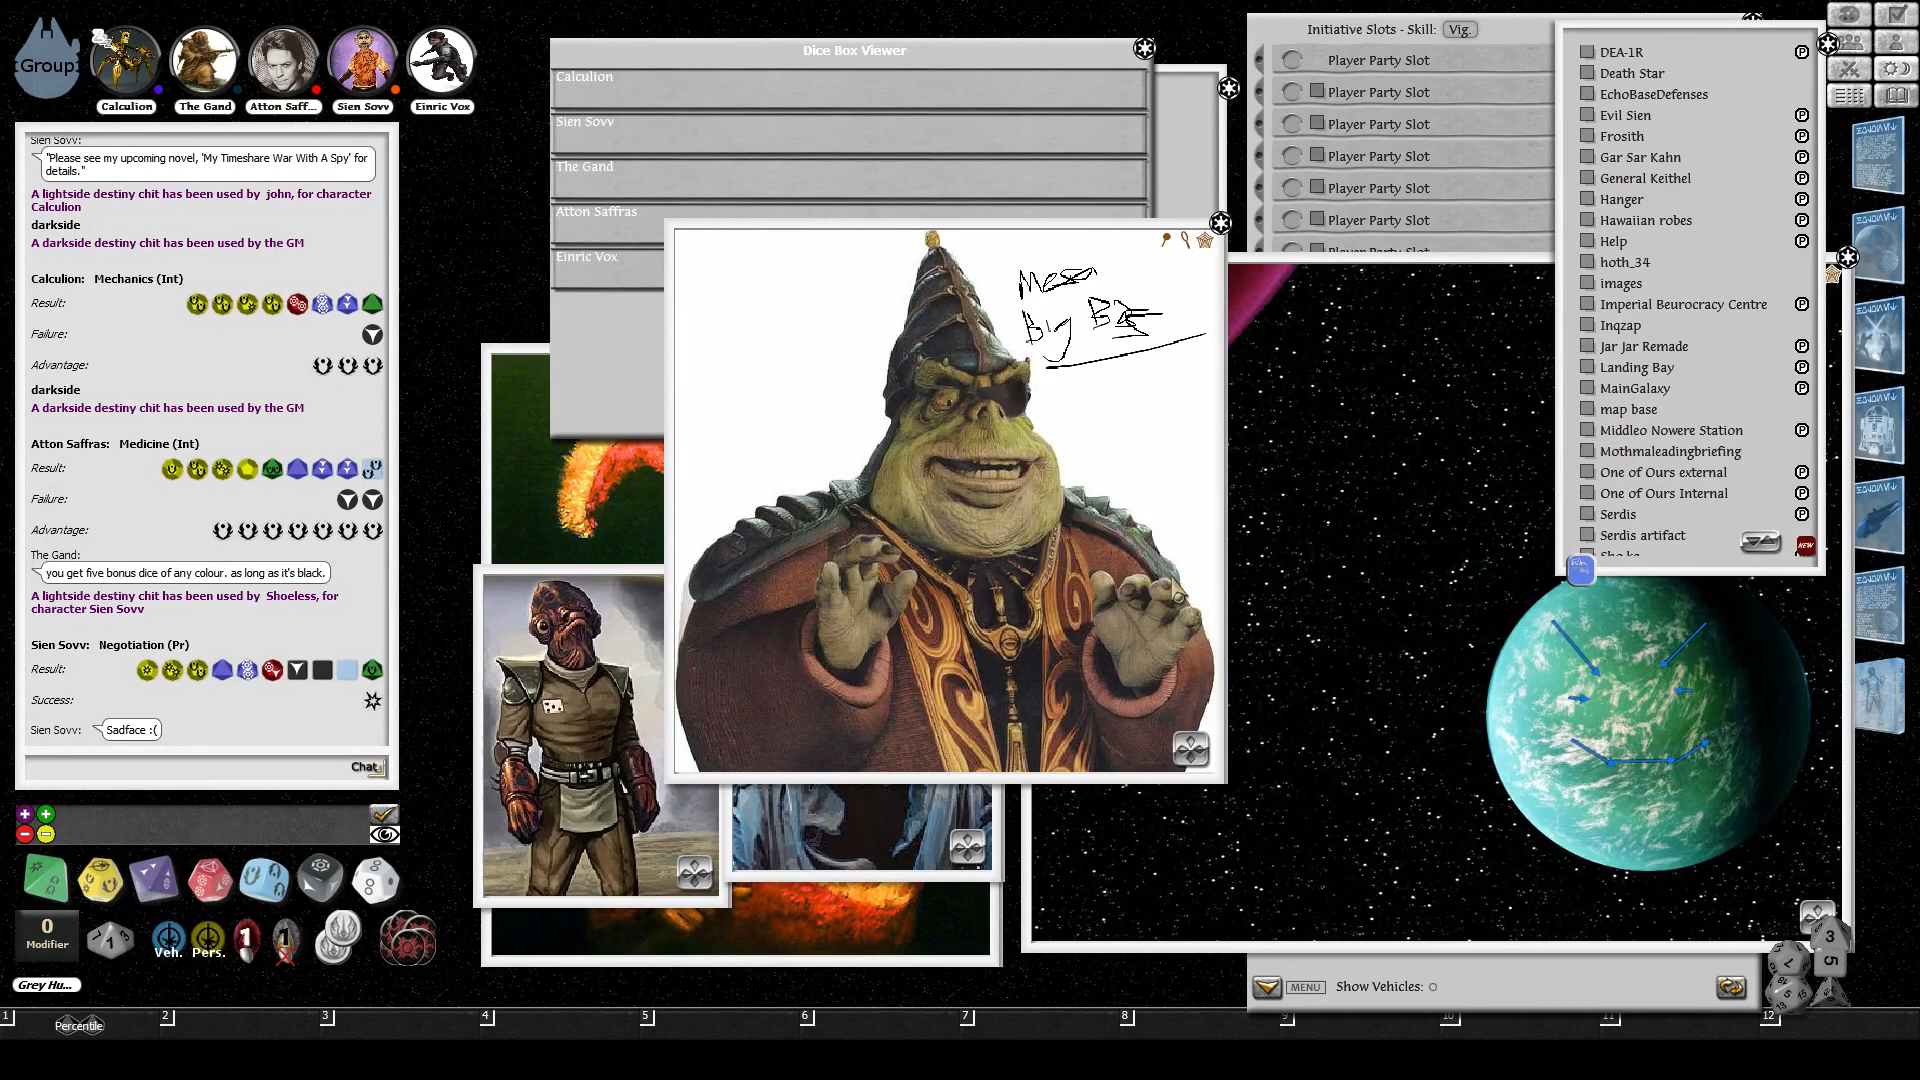 Group
Calculion
The Gand
Atton Saff...
Sien Sovv
Einric Vox
Sien Sovv:
"Please see my upcoming novel, 'My Timeshare War With A Spy' for
details."
A lightside destiny chit has been used by john, for character
Calculion
darkside
A darkside destiny chit has been used by the GM
Calculion: Mechanics (Int)
Result:
Failure:
Advantage:
darkside
A darkside destiny chit has been used by the GM
Atton Saffras: Medicine (Int)
Result:
Failure:
Advantage:
The Gand:
you get five bonus dice of any colour. as long as it's black.
A lightside destiny chit has been used by Shoeless, for
character Sien Sovv
Sien Sovv: Negotiation (Pr)
Result:
Success:
Sien Sovv: Sadface :(
Chat
0
Modifier
Veh.
Pers.
1
1
Grey Hu...
Percentile
1
2
3
4
5
6
7
8
9
10
11
12
Dice Box Viewer
Calculion
Sien Sovv
The Gand
Atton Saffras
Einric Vox
Big
Initiative Slots - Skill: Vig.
Player Party Slot
Player Party Slot
Player Party Slot
Player Party Slot
Player Party Slot
Player Party Slot
Player Party Slot
DEA-1R
Death Star
EchoBaseDefenses
Evil Sien
Frosith
Gar Sar Kahn
General Keithel
Hanger
Hawaiian robes
Help
hoth_34
images
Imperial Beurocracy Centre
Inqzap
Jar Jar Remade
Landing Bay
MainGalaxy
map base
Middleo Nowere Station
Mothmaleadingbriefing
One of Ours external
One of Ours Internal
Serdis
Serdis artifact
NEW
MENU
Show Vehicles: